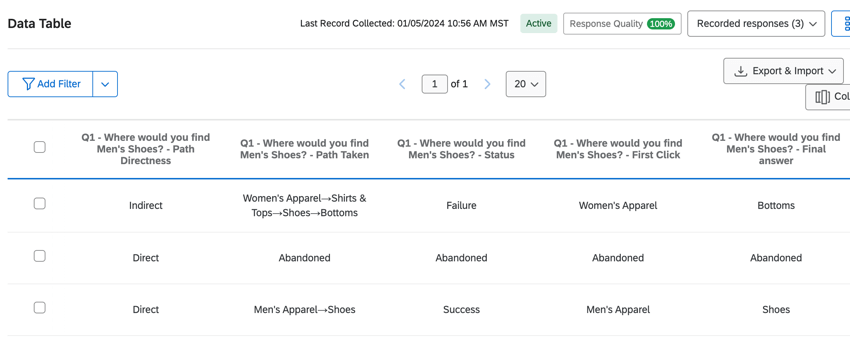 Data Table
Last Record Collected: 01/05/2024 10:56 AM MST
Active
Response Quality 100%
Recorded responses (3)
Add Filter
1 of 1
20
Export & Import
Q1 - Where would you find
Men's Shoes? - Path
Directness
Q1 - Where would you find
Men's Shoes? - Path Taken
Q1 - Where would you find
Men's Shoes? - Status
Q1 - Where would you find
Men's Shoes? - First Click
Q1 - Where would you find
Men's Shoes? - Final
answer
Indirect
Women's Apparel→Shirts &
Tops→Shoes→Bottoms
Failure
Women's Apparel
Bottoms
Direct
Abandoned
Abandoned
Abandoned
Abandoned
Direct
Men's Apparel→Shoes
Success
Men's Apparel
Shoes